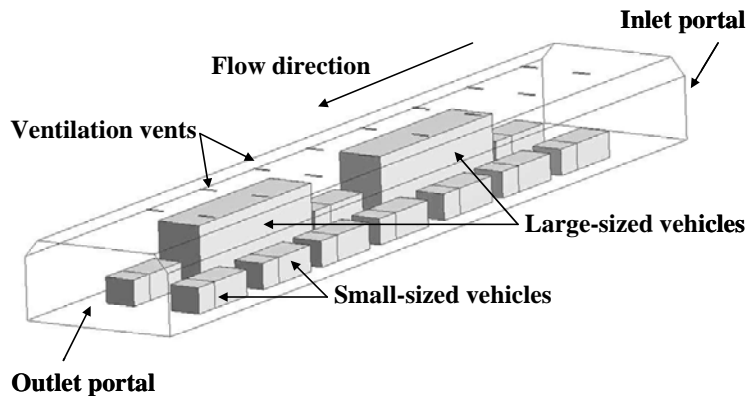 Inlet portal
Flow direction
Ventilation vents
Large-sized vehicles
Small-sized vehicles
Outlet portal